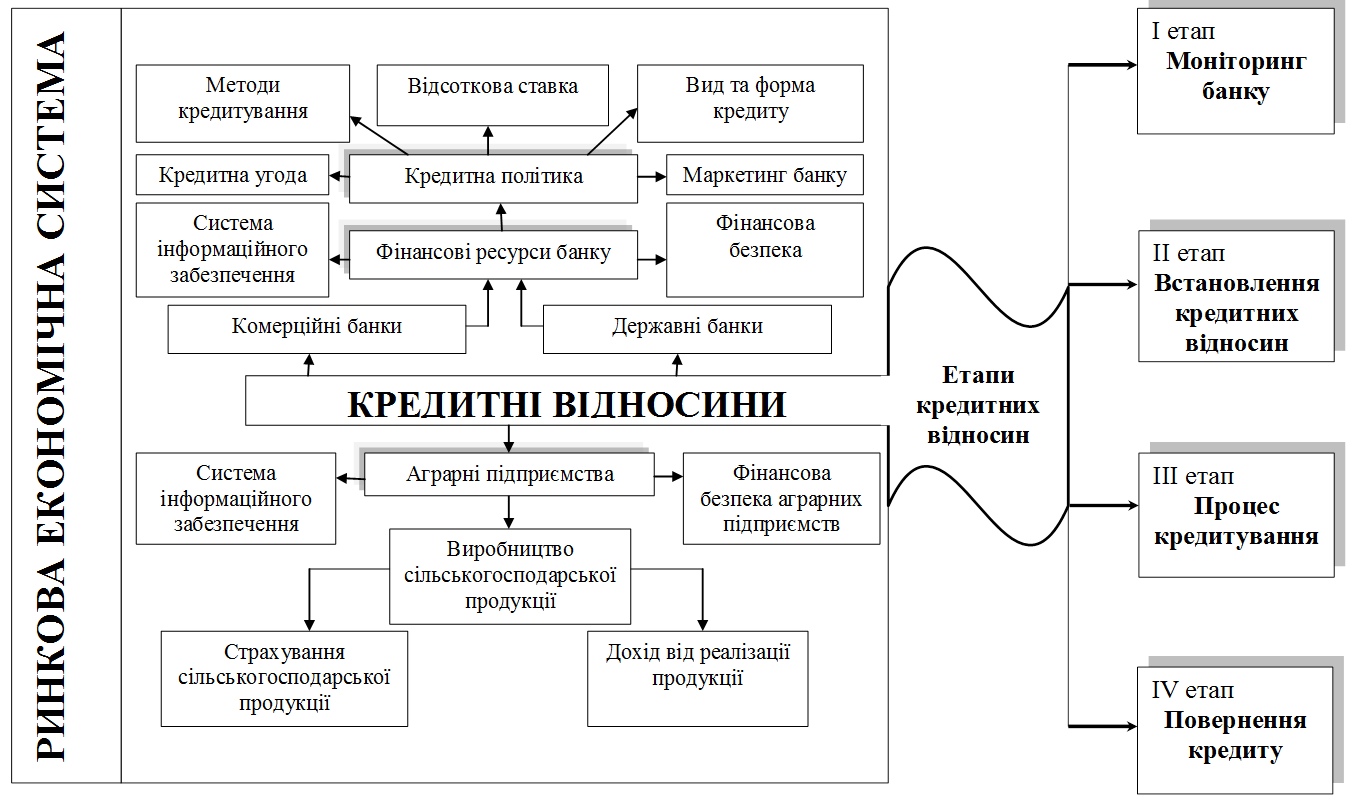 РИНКОВА ЕКОНОМІЧНА СИСТЕМА
Методи
кредитування
Відсоткова ставка
Вид та форма
кредиту
Кредитна угода
Кредитна політика
Маркетинг банку
Система
інформаційного
забезпечення
Фінансові ресурси банку
Фінансова
безпека
Комерційні банки
Державні банки
КРЕДИТНІ ВІДНОСИНИ
Система
інформаційного
забезпечення
Аграрні підприємства
Фінансова
безпека аграрних
підприємств
Виробництво
сільськогосподарської
продукції
Страхування
сільськогосподарської
продукції
Дохід від реалізації
продукції
Етапи
кредитних
відносин
І етап
Моніторинг
банку
ІІ етап
Встановлення
кредитних
відносин
ІІІ етап
Процес
кредитування
IV етап
Повернення
кредиту